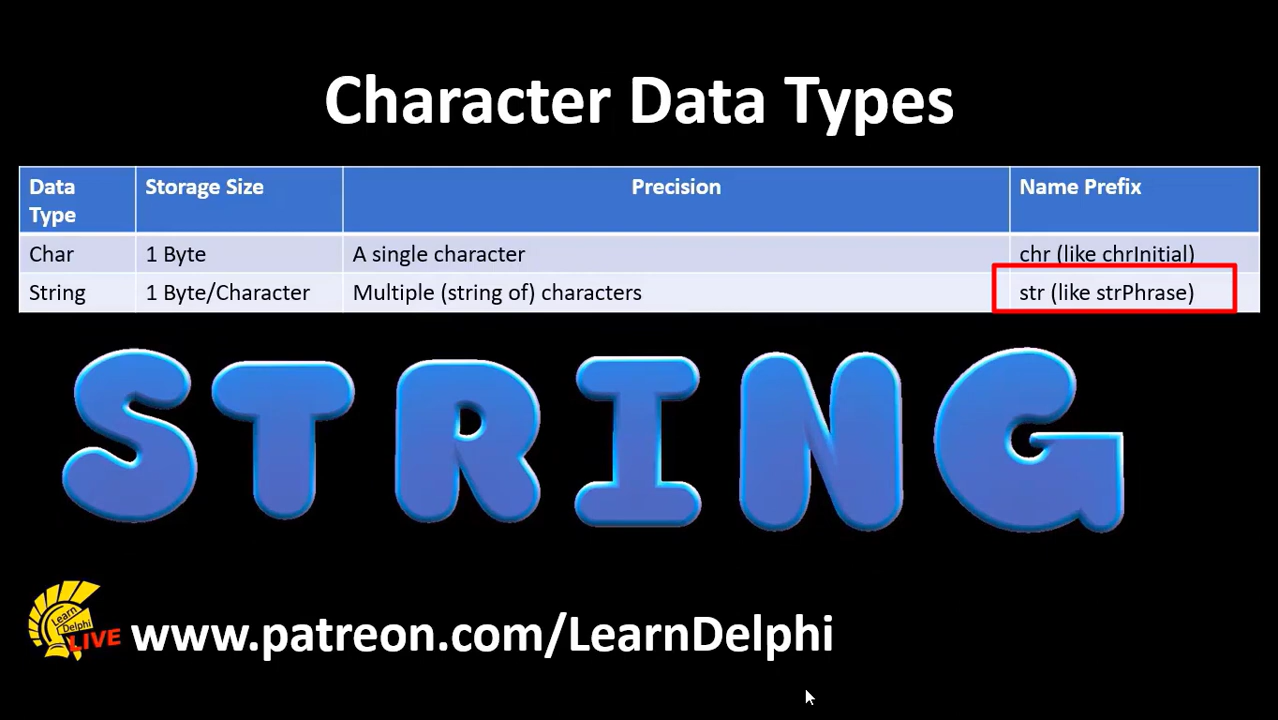 Character Data Types
Data Type Storage Size Precision Name Prefix
Char 1 Byte A single character chr (like chrInitial)
String 1 Byte/Character Multiple (string of) characters str (like strPhrase)
STRING
Learn
Delphi
LIVE
www.patreon.com/LearnDelphi